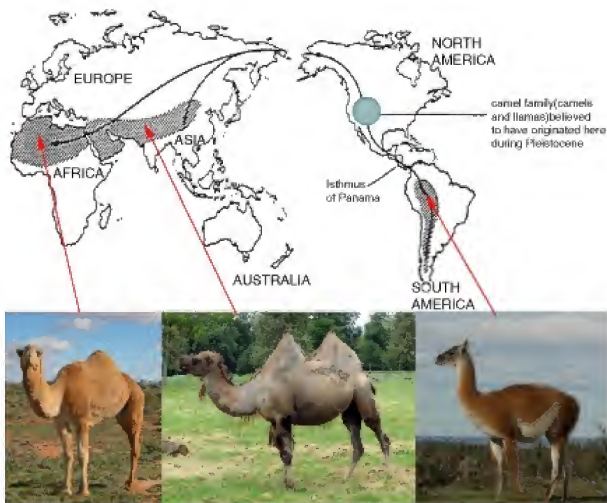 NORTH
AMERICA
EUROPE
camel family(camels
and llamas)believed
to have originated here
during Pleistocene
ASIA
AFRICA
Isthmus
of Panama
AUSTRALIA
SOUTH
AMERICA